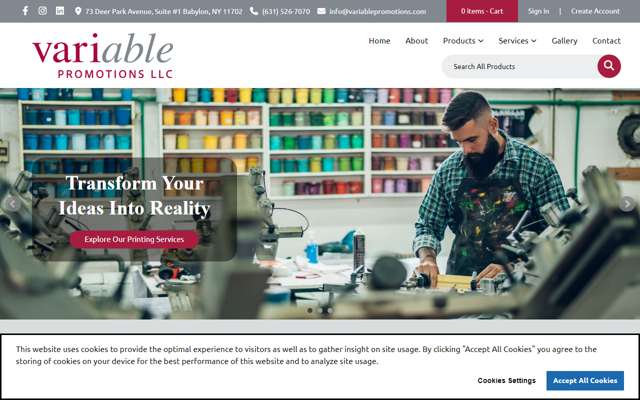 73 Deer Park Avenue, Suite #1 Babylon, NY 11702
(631) 526-7070
info@variablepromotions.com
0 items - Cart
Sign In
|
Create Account
variable
PROMOTIONS LLC
Home
About
Products
Services
Gallery
Contact
Search All Products
Transform Your
Ideas Into Reality
Explore Our Printing Services
This website uses cookies to provide the optimal experience to visitors as well as to gather insight on site usage. By clicking "Accept All Cookies" you agree to the
storing of cookies on your device for the best performance of this website and to analyze site usage.
Cookies Settings
Accept All Cookies